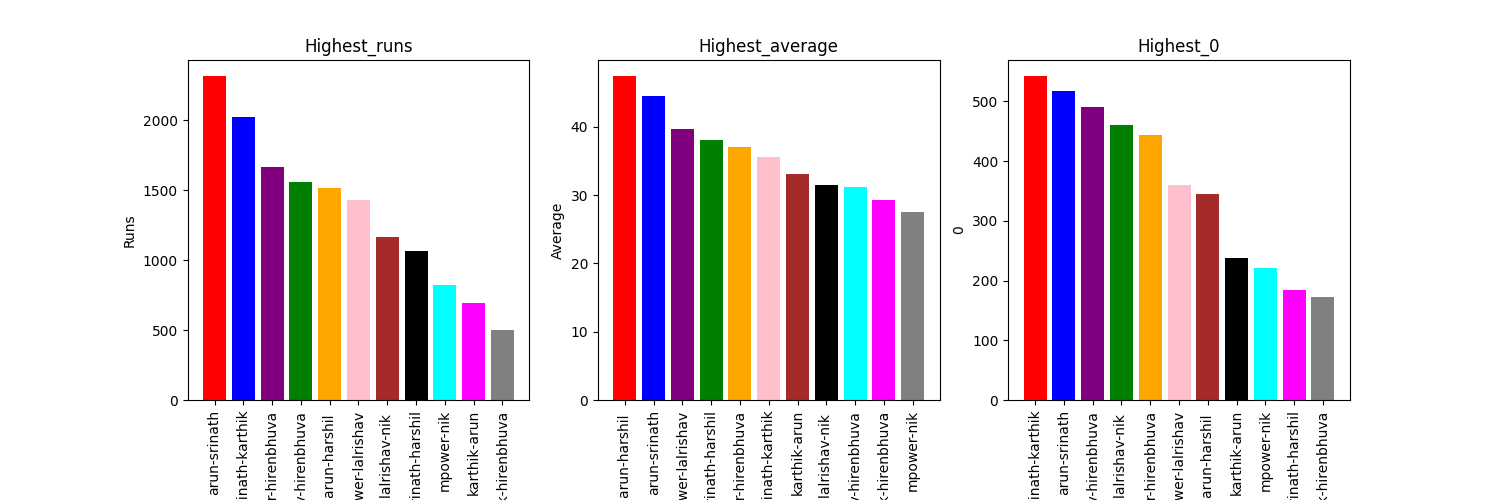 Highest_runs
Runs
2000
1500
1000
500
0
arun-srinath
inath-karthik
r-hirenbhuva
/-hirenbhuva
arun-harshil
wer-lalrishav
lalrishav-nik
inath-harshil
mpower-nik
karthik-arun
k-hirenbhuva
Highest_average
Average
40
30
20
10
0
arun-harshil
arun-srinath
wer-lalrishav
inath-harshil
r-hirenbhuva
inath-karthik
karthik-arun
lalrishav-nik
/-hirenbhuva
k-hirenbhuva
mpower-nik
Highest_0
0
500
400
300
200
100
0
inath-karthik
arun-srinath
/-hirenbhuva
lalrishav-nik
r-hirenbhuva
wer-lalrishav
arun-harshil
karthik-arun
mpower-nik
inath-harshil
k-hirenbhuva